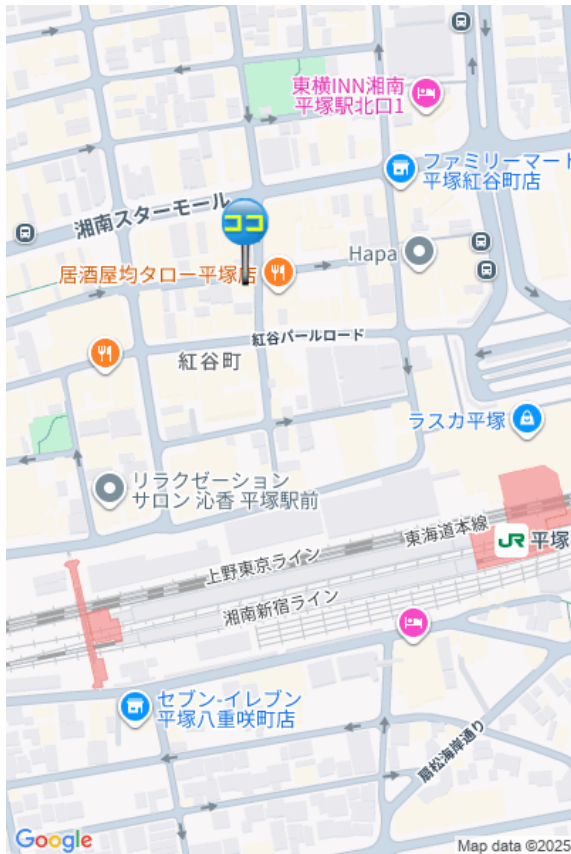 東横INN湘南
平塚駅北口1
ファミリーマート
平塚紅谷町店
湘南スターモール
ココ
Hapa
居酒屋均タロー平塚店
紅谷パールロード
紅谷町
ラスカ平塚
リラクゼーション
サロン 沁香 平塚駅前
東海道本線
JR 平塚
上野東京ライン
湘南新宿ライン
セブン-イレブン
平塚八重咲町店
扇松海岸通り
Google
Map data ©2025